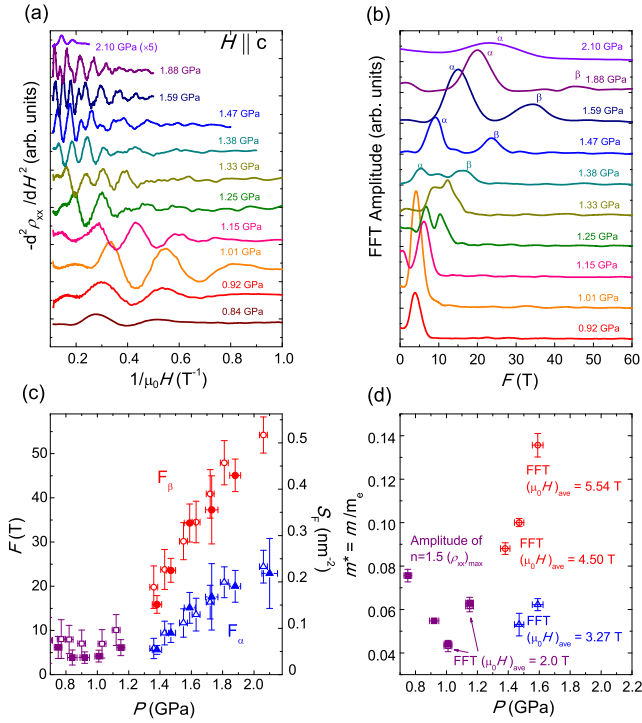 (a)
H || c
2.10 GPa (×5)
1.88 GPa
1.59 GPa
1.47 GPa
1.38 GPa
1.33 GPa
1.25 GPa
1.15 GPa
1.01 GPa
0.92 GPa
0.84 GPa
-d²ρxx/dH² (arb. units)
0.2 0.4 0.6 0.8 1.0
1/μ₀H (T⁻¹)
(b)
α 2.10 GPa
α β 1.88 GPa
α β 1.59 GPa
α β 1.47 GPa
α β 1.38 GPa
1.33 GPa
1.25 GPa
1.15 GPa
1.01 GPa
0.92 GPa
FFT Amplitude (arb. units)
0 10 20 30 40 50 60
F (T)
(c)
F (T)
50
40
30
20
10
0
Fβ
Fα
0.5
0.4
0.3
0.2
0.1
0
S_F (nm⁻²)
0.8 1.0 1.2 1.4 1.6 1.8 2.0
P (GPa)
(d)
m* = m/mₑ
0.14
0.12
0.10
0.08
0.06
0.04
FFT
(μ₀H)ave = 5.54 T
Amplitude of
n=1.5 (ρxx)max
FFT
(μ₀H)ave = 4.50 T
FFT
(μ₀H)ave = 3.27 T
FFT (μ₀H)ave = 2.0 T
0.8 1.0 1.2 1.4 1.6 1.8 2.0 2.2
P (GPa)